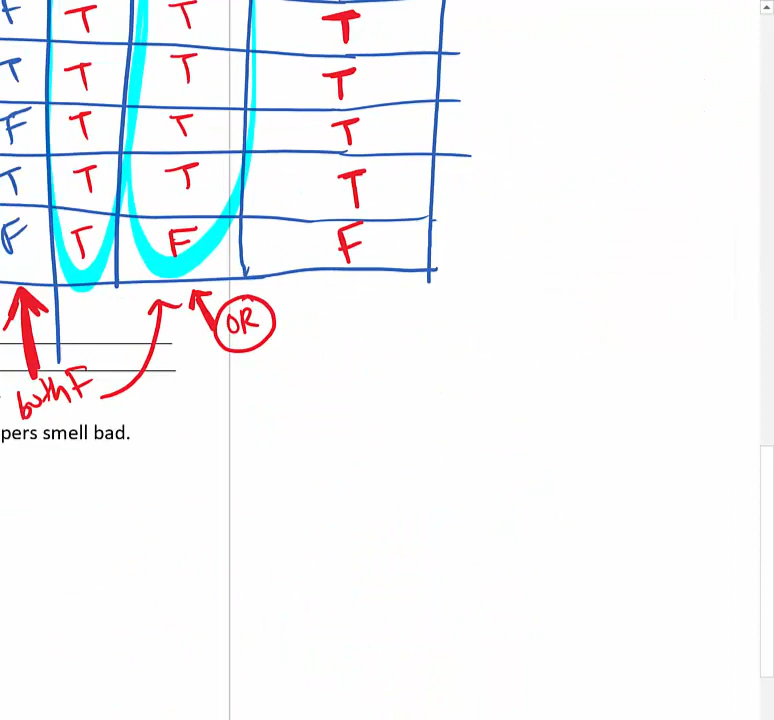 F T T T
T T T T
F T T T
T T T T
F T F F
OR
both F
pers smell bad.